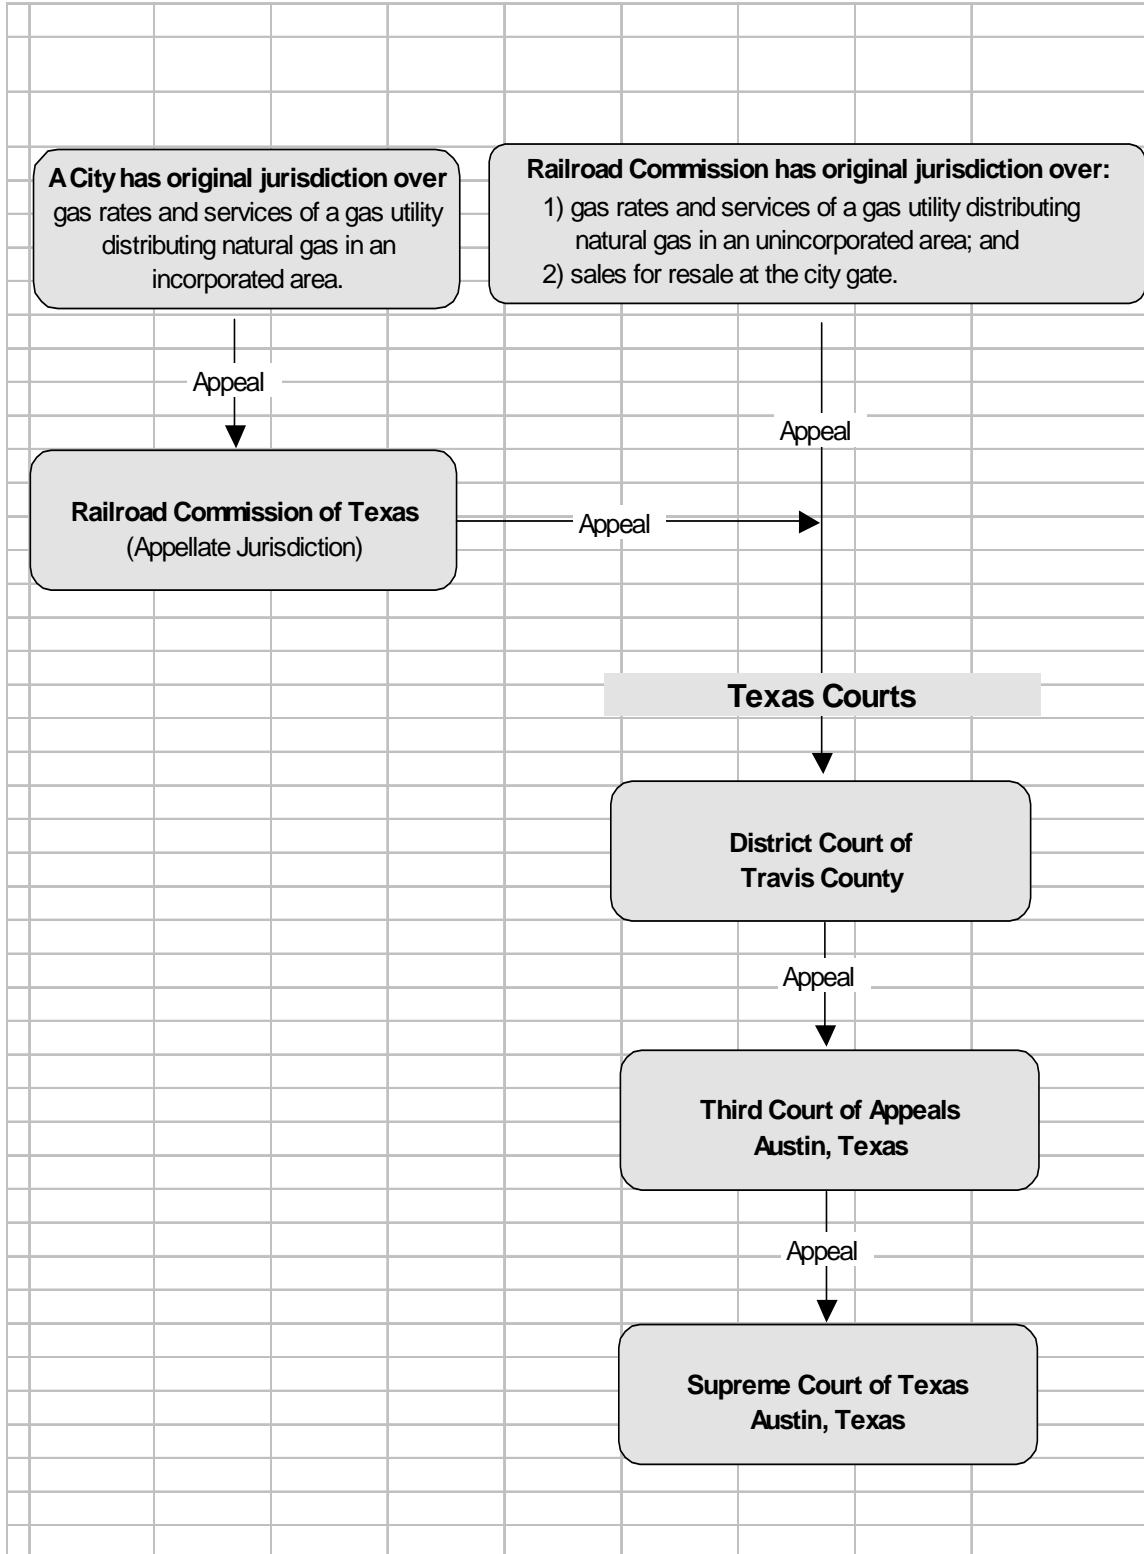 A City has original jurisdiction over
gas rates and services of a gas utility
distributing natural gas in an
incorporated area.
Railroad Commission has original jurisdiction over:
1) gas rates and services of a gas utility distributing
natural gas in an unincorporated area; and
2) sales for resale at the city gate.
Appeal
Appeal
Railroad Commission of Texas
(Appellate Jurisdiction)
Appeal
Texas Courts
District Court of
Travis County
Appeal
Third Court of Appeals
Austin, Texas
Appeal
Supreme Court of Texas
Austin, Texas